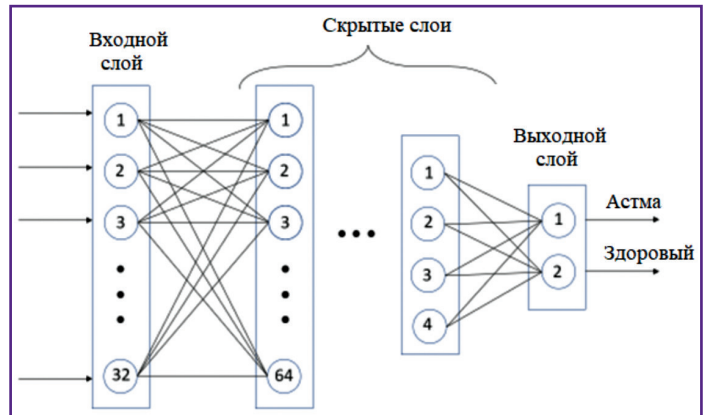 Скрытые слои
Входной
слой
1
2
3
32
1
2
3
64
1
2
3
4
Выходной
слой
1
2
Астма
Здоровый